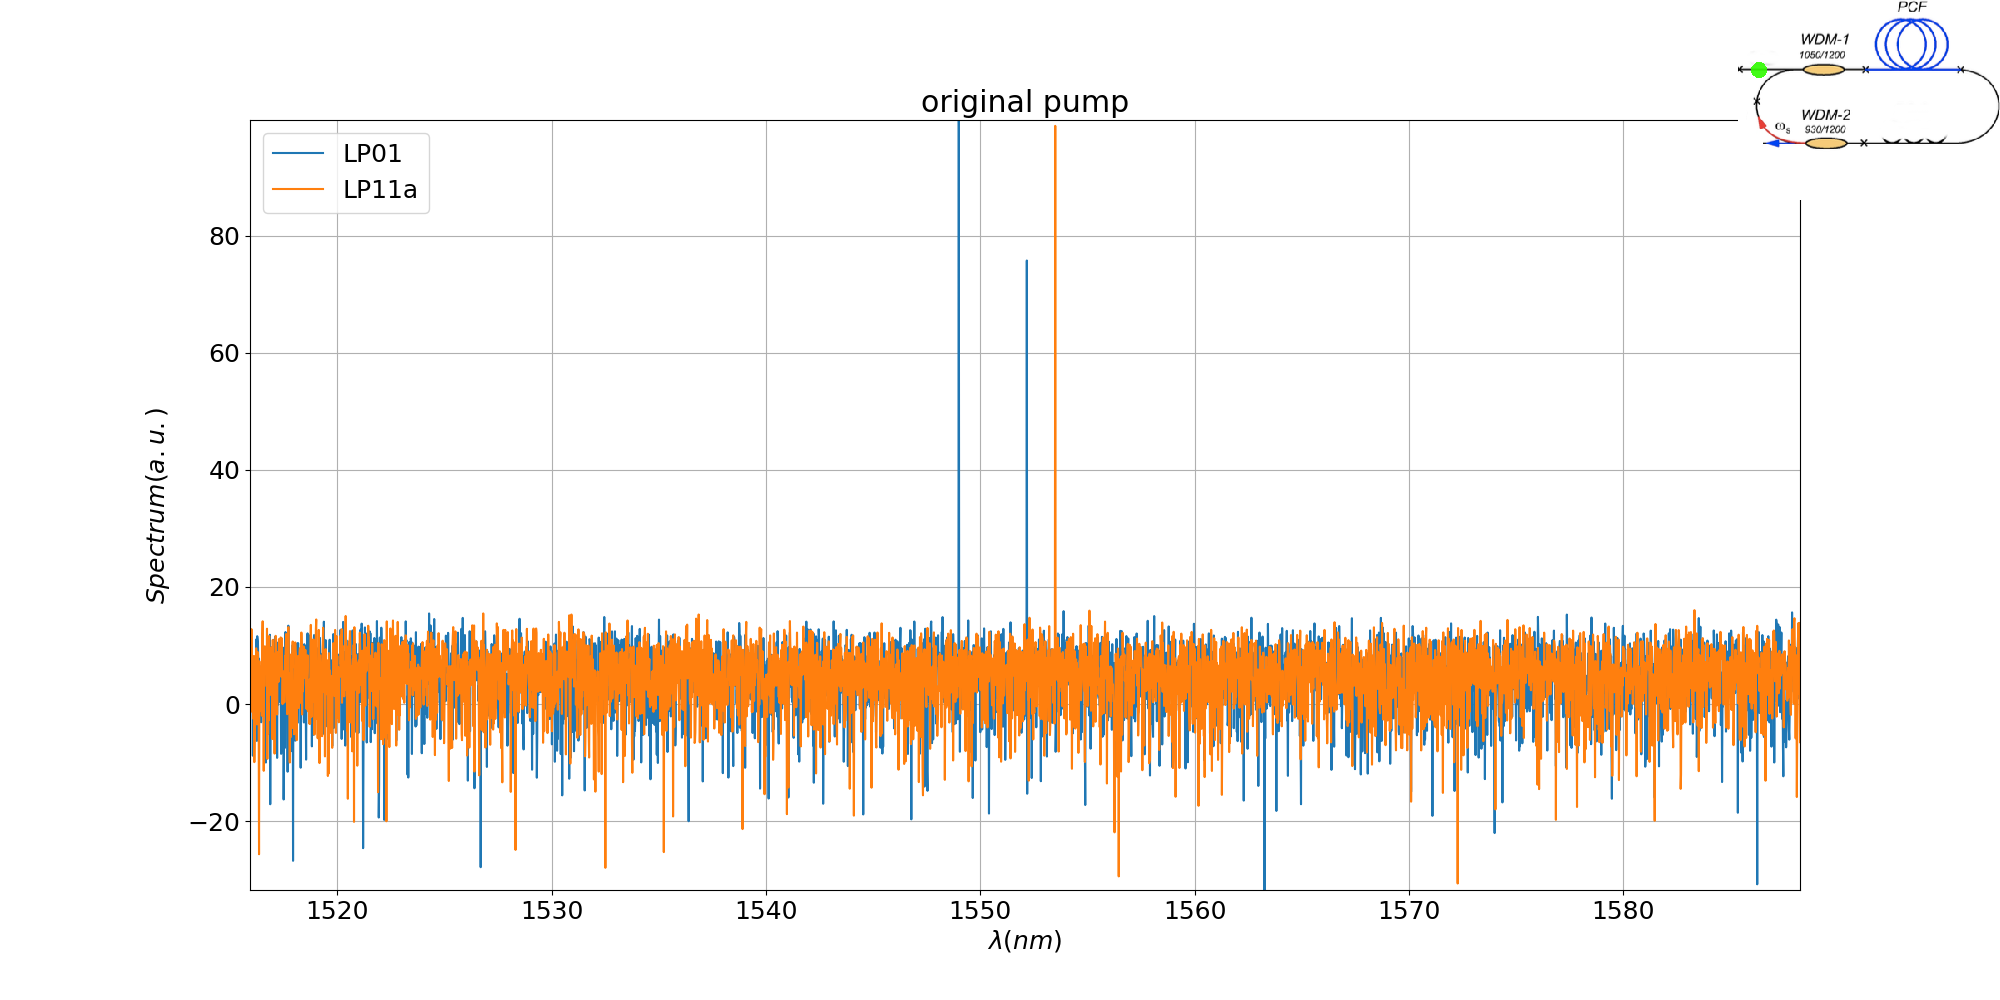 PCF
WDM-1
1050/1200
WDM-2
930/1200
ωs
original pump
LP01
LP11a
80
60
40
20
0
−20
Spectrum(a.u.)
1520 1530 1540 1550 1560 1570 1580
λ(nm)